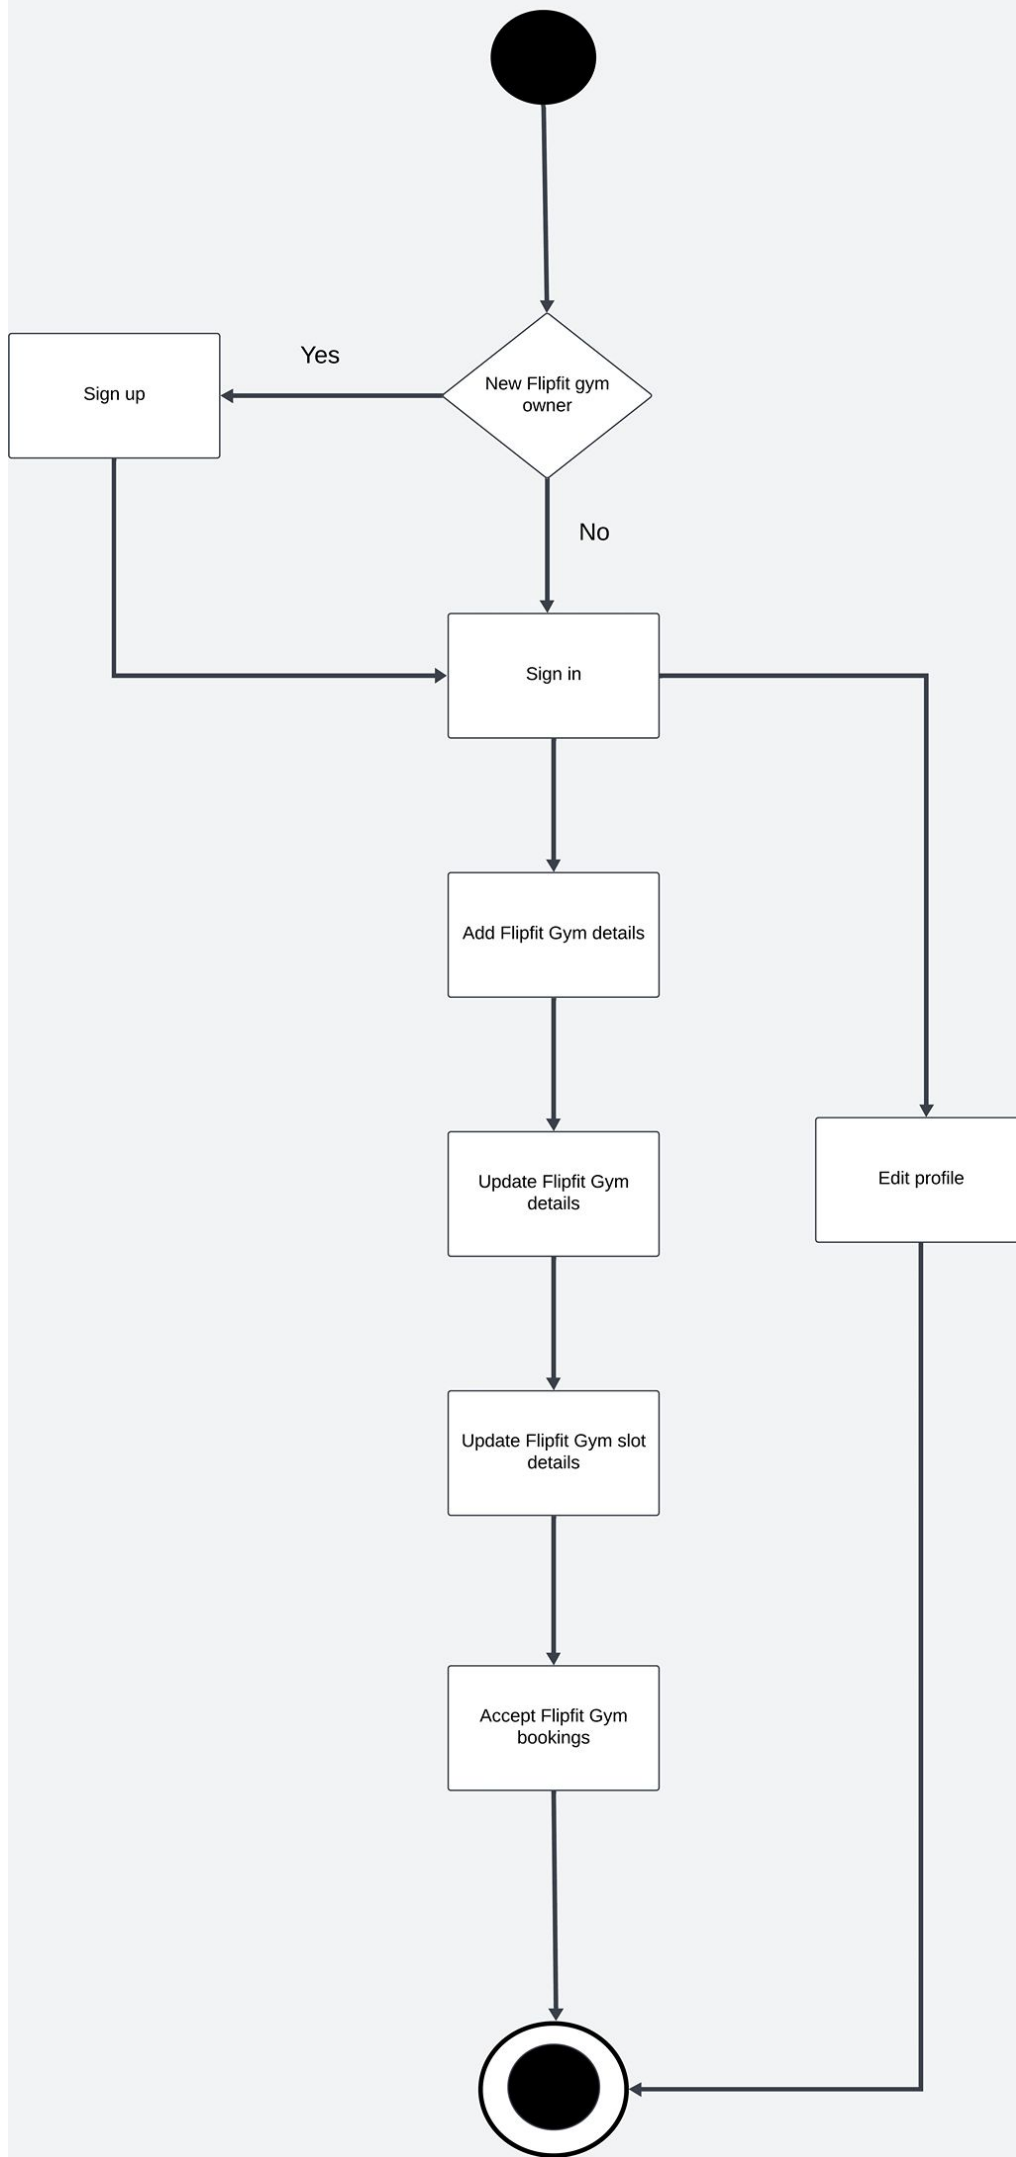 New Flipfit gym
owner
Yes
Sign up
No
Sign in
Add Flipfit Gym details
Update Flipfit Gym
details
Edit profile
Update Flipfit Gym slot
details
Accept Flipfit Gym
bookings